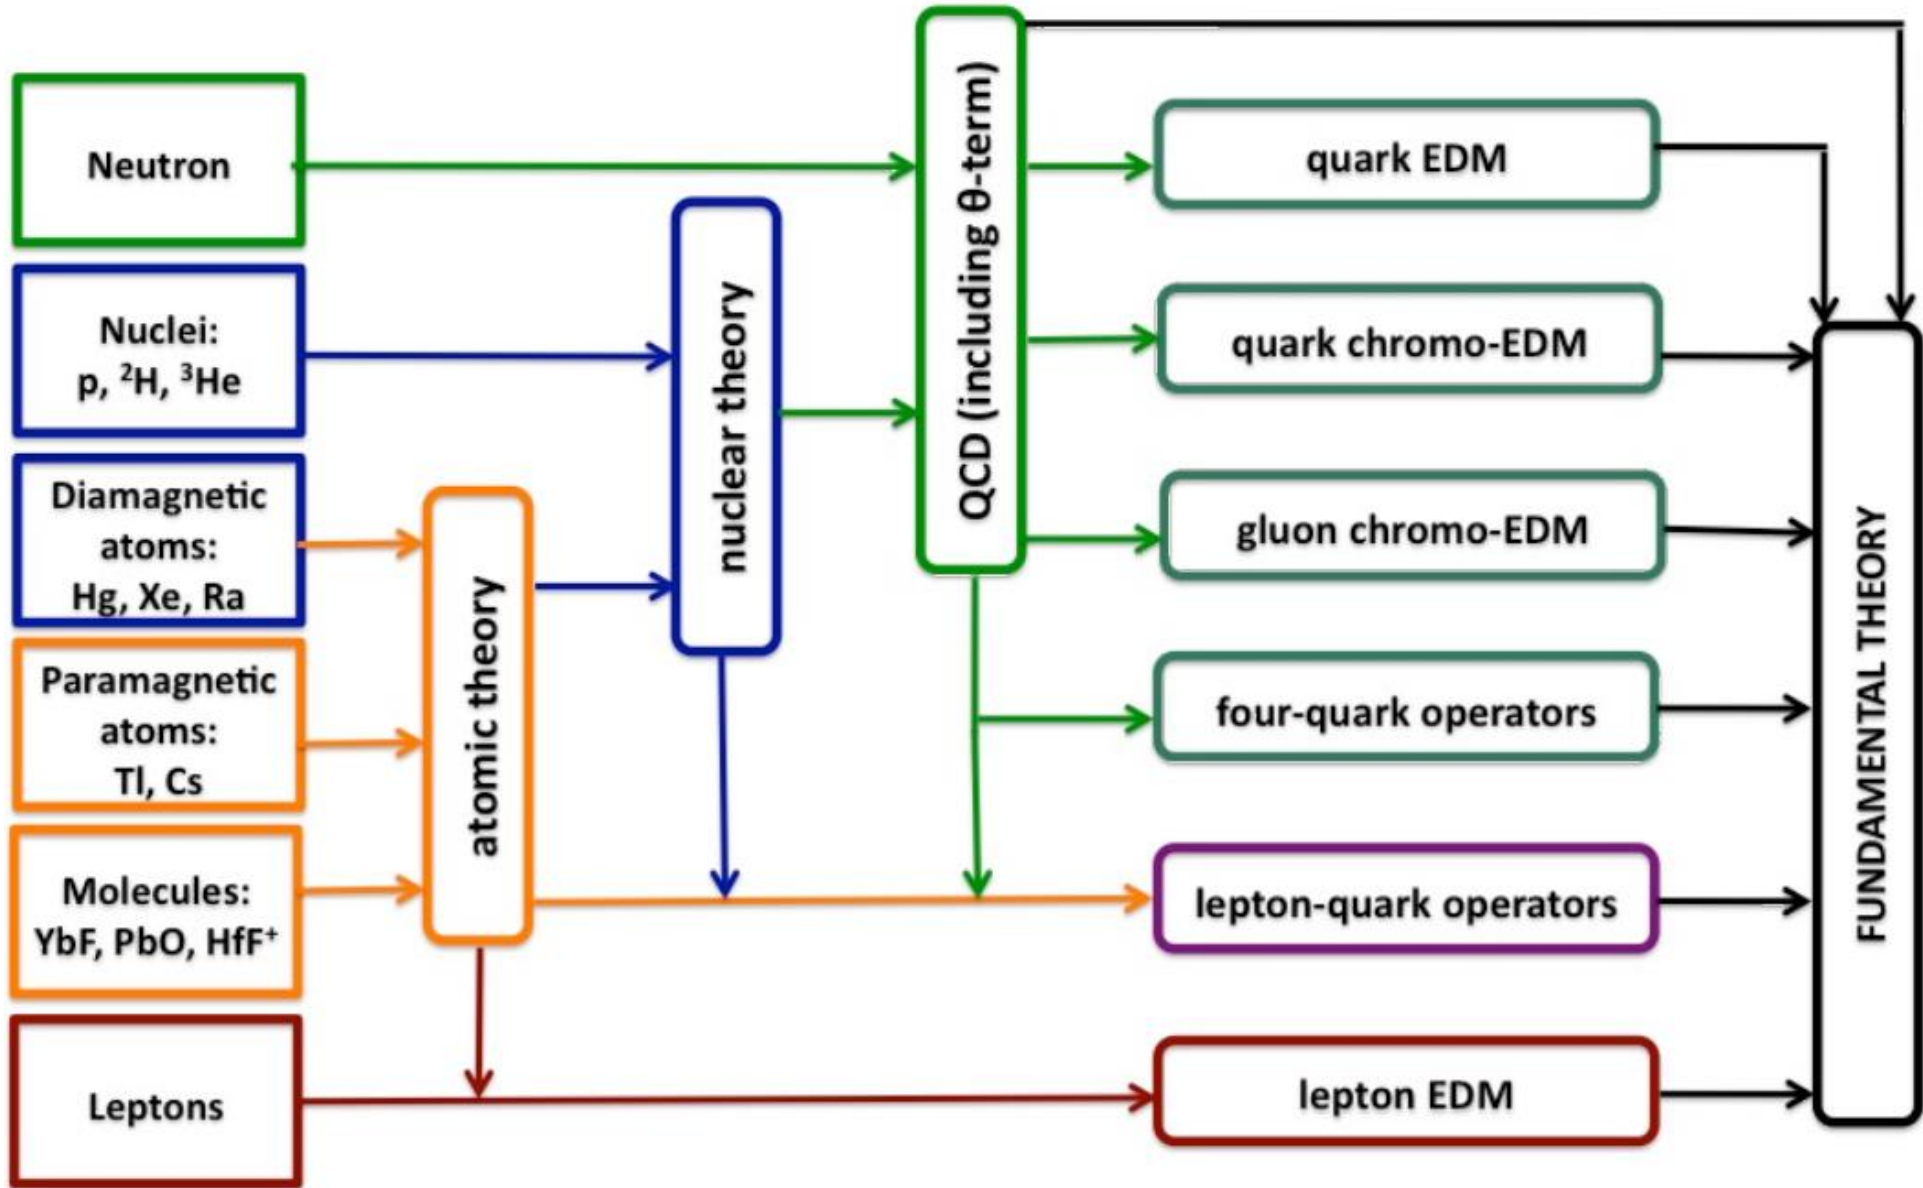 Neutron
Nuclei:
p, ²H, ³He
Diamagnetic
atoms:
Hg, Xe, Ra
Paramagnetic
atoms:
Tl, Cs
Molecules:
YbF, PbO, HfF⁺
Leptons
atomic theory
nuclear theory
QCD (including θ-term)
quark EDM
quark chromo-EDM
gluon chromo-EDM
four-quark operators
lepton-quark operators
lepton EDM
FUNDAMENTAL THEORY